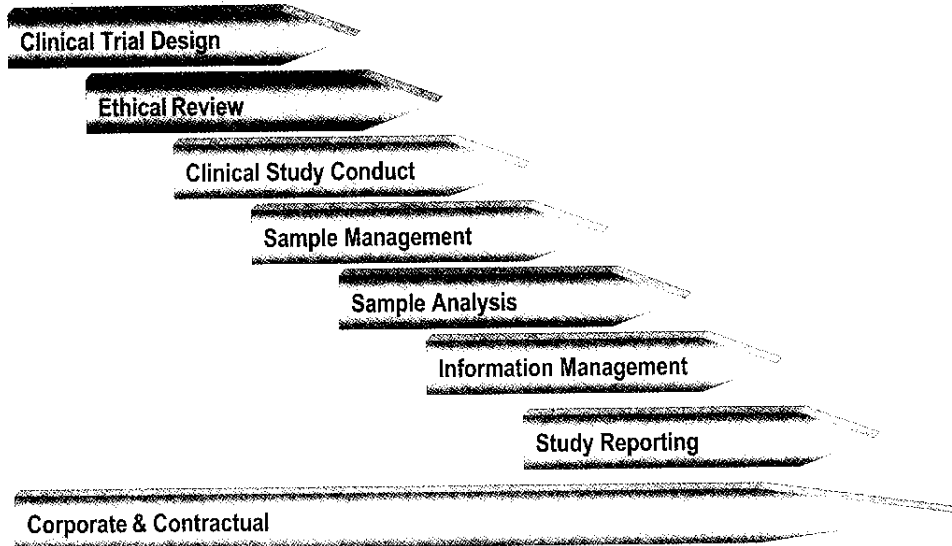 Clinical Trial Design
Ethical Review
Clinical Study Conduct
Sample Management
Sample Analysis
Information Management
Study Reporting
Corporate & Contractual